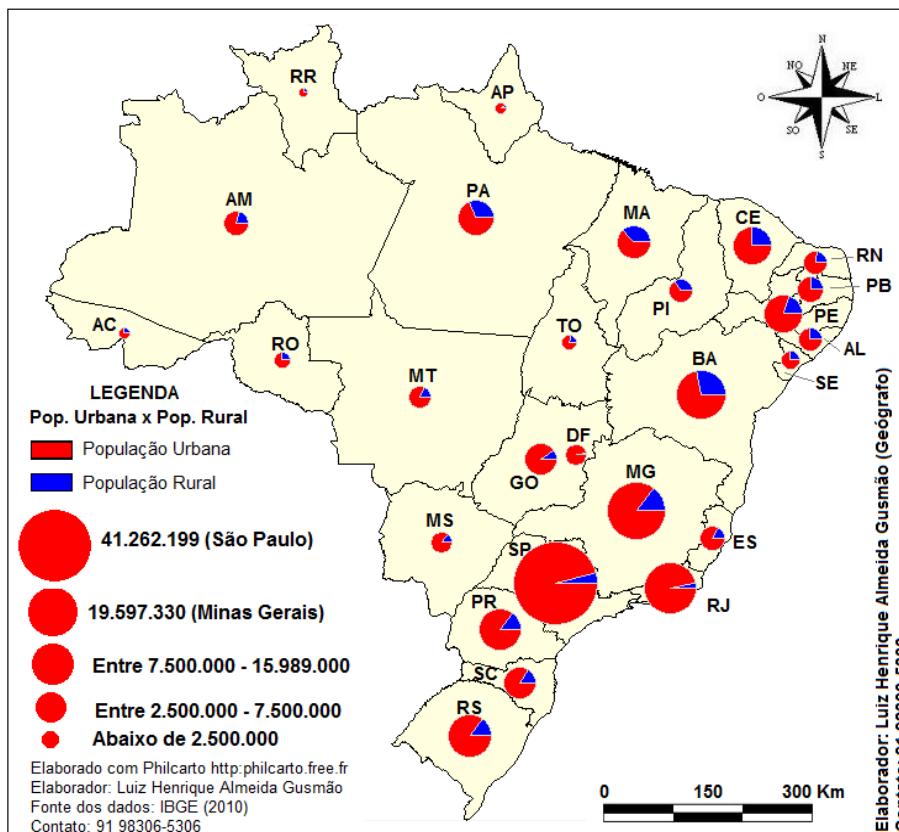 N
NO
NE
O
L
SO
SE
S
RR
AP
AM
PA
MA
CE
RN
PB
PI
PE
AC
TO
AL
RO
BA
SE
MT
DF
GO
MG
MS
ES
SP
RJ
PR
SC
RS
LEGENDA
Pop. Urbana x Pop. Rural
População Urbana
População Rural
41.262.199 (São Paulo)
19.597.330 (Minas Gerais)
Entre 7.500.000 - 15.989.000
Entre 2.500.000 - 7.500.000
Abaixo de 2.500.000
Elaborado com Philcarto http:philcarto.free.fr
Elaborador: Luiz Henrique Almeida Gusmão
Fonte dos dados: IBGE (2010)
Contato: 91 98306-5306
0 150 300 Km
Elaborador: Luiz Henrique Almeida Gusmão (Geógrafo)